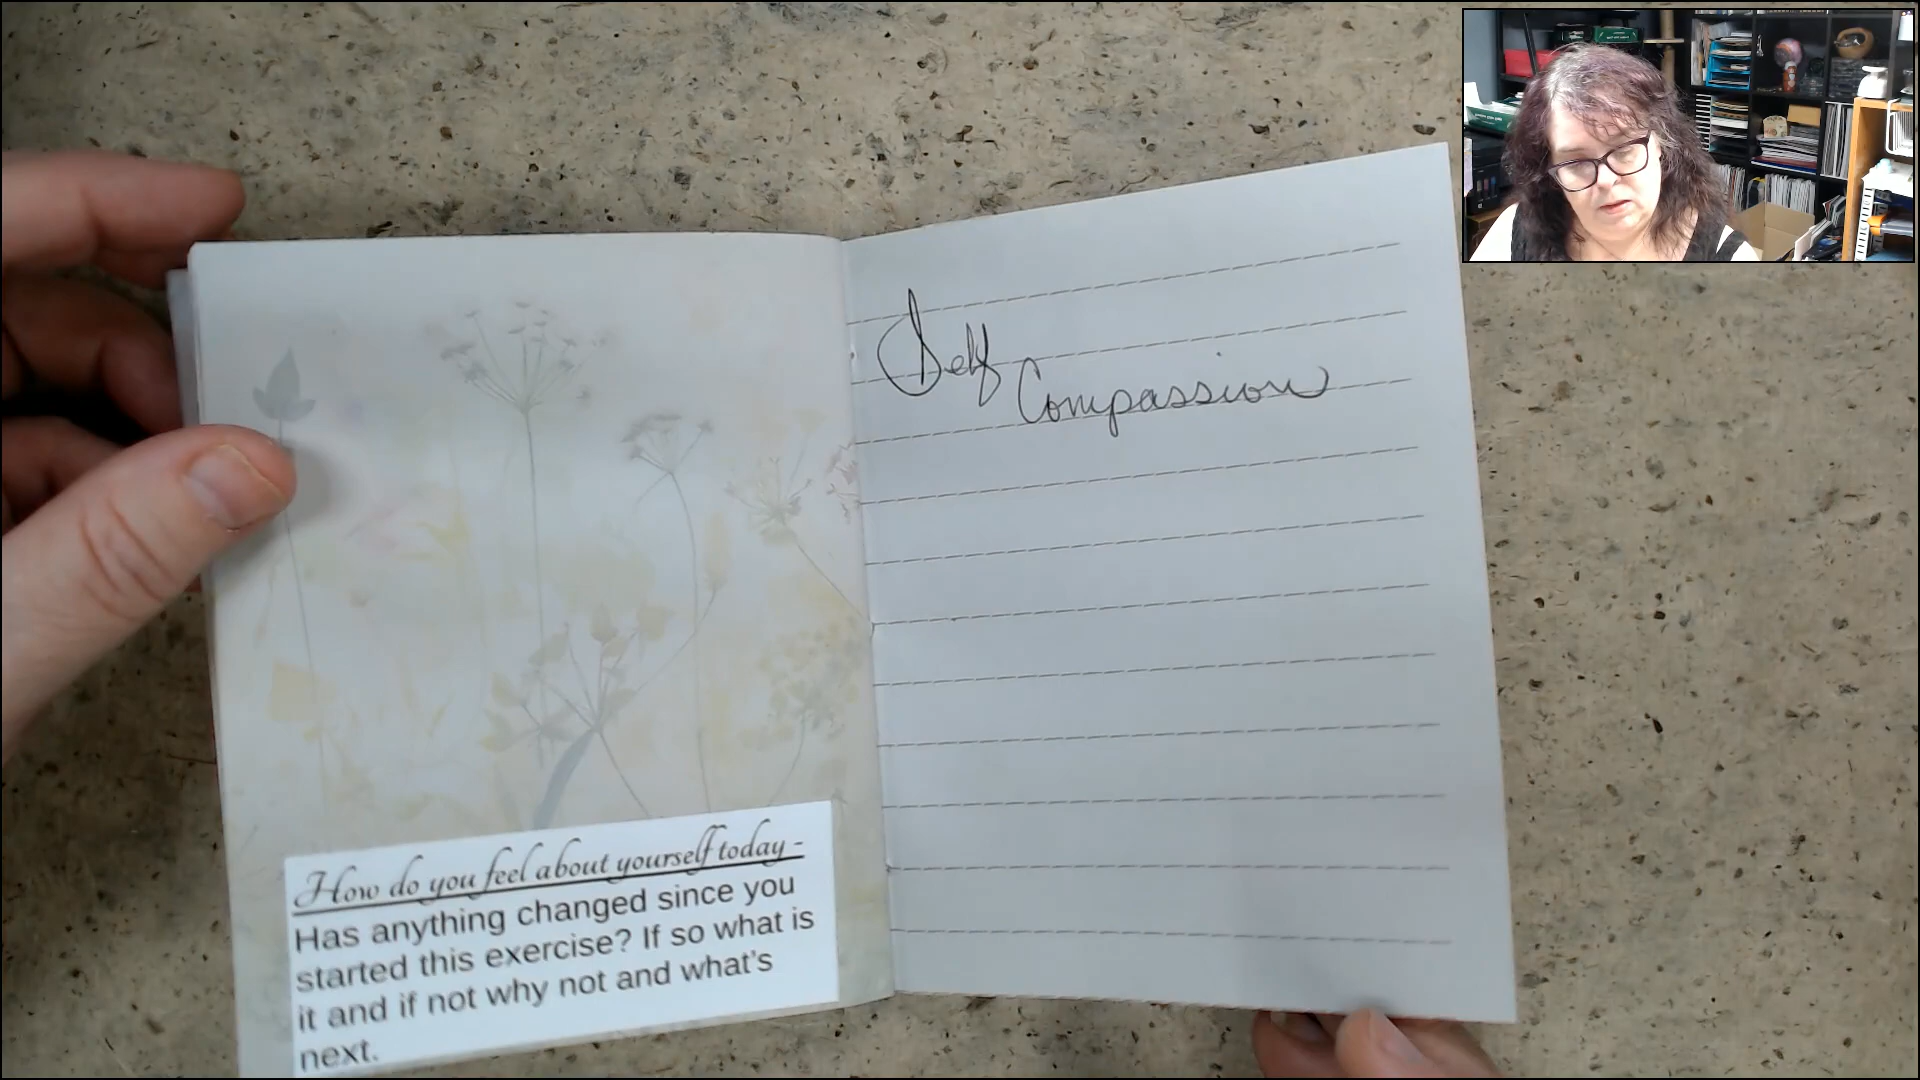 How do you feel about yourself today -
Has anything changed since you
started this exercise? If so what is
it and if not why not and what's
next.
Self
Compassion